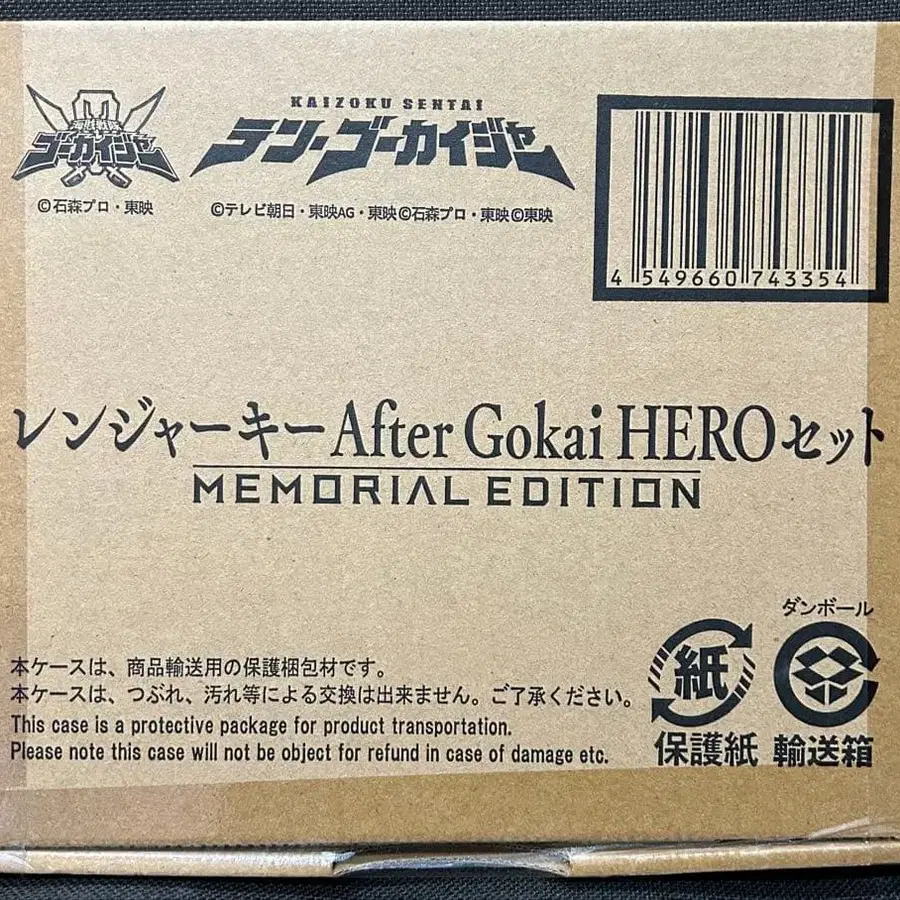 海賊戦隊
ゴーカイジャー
©石森プロ・東映
KAIZOKU SENTAI
テン・ゴーカイジャー
©テレビ朝日・東映AG・東映©石森プロ・東映©東映
4 549660 743354
レンジャーキー After Gokai HEROセット
MEMORIAL EDITION
本ケースは、商品輸送用の保護梱包材です。
本ケースは、つぶれ、汚れ等による交換は出来ません。ご了承ください。
This case is a protective package for product transportation.
Please note this case will not be object for refund in case of damage etc.
紙
保護紙
ダンボール
輸送箱